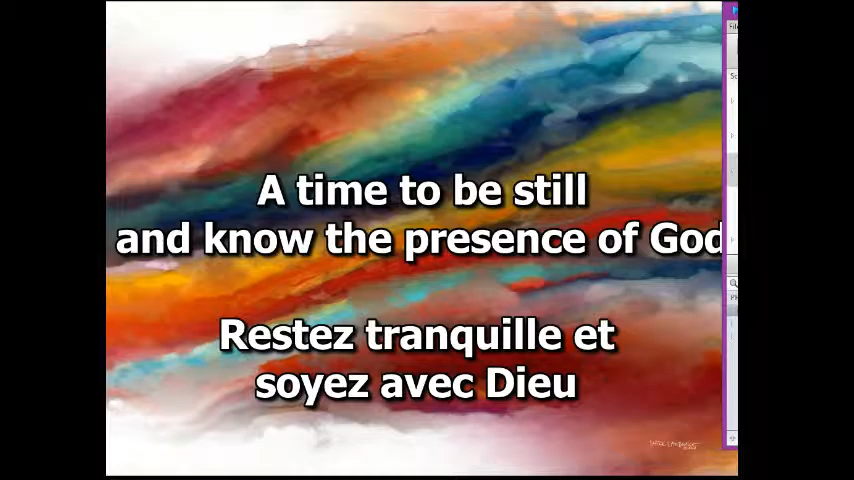 A time to be still
and know the presence of God
Restez tranquille et
soyez avec Dieu